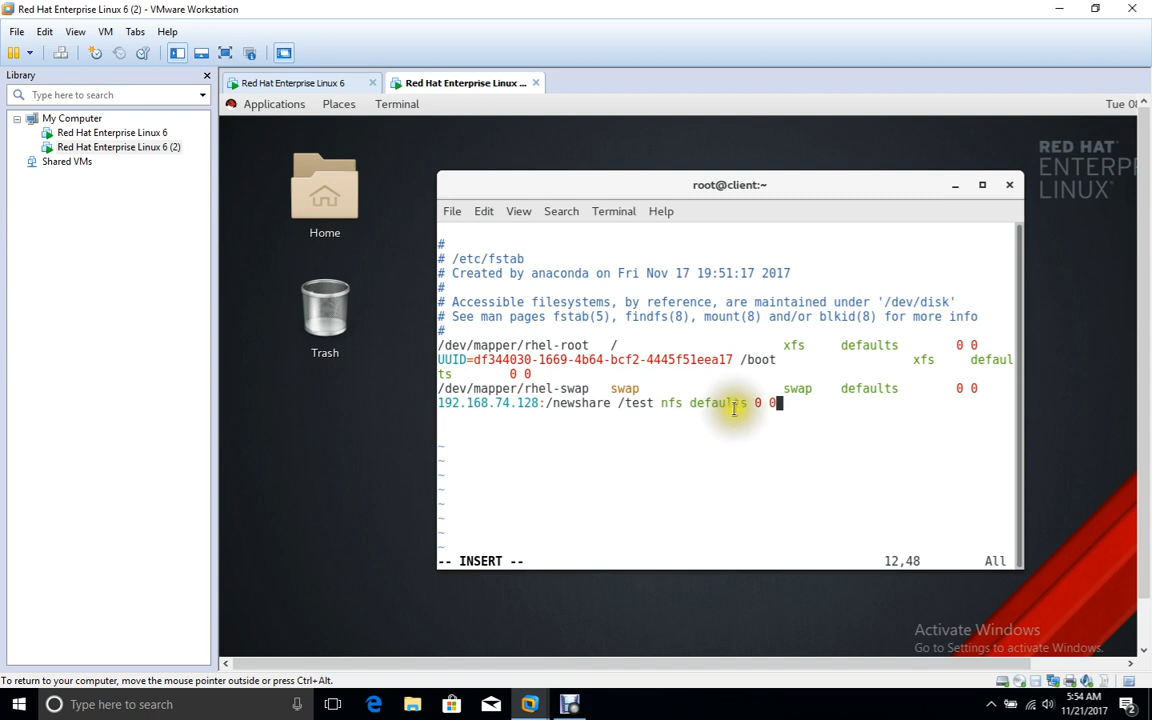 Red Hat Enterprise Linux 6 (2) - VMware Workstation
File Edit View VM Tabs Help
Library
Type here to search
My Computer
Red Hat Enterprise Linux 6
Red Hat Enterprise Linux 6 (2)
Shared VMs
Red Hat Enterprise Linux 6
Red Hat Enterprise Linux ...
Applications Places Terminal
Tue 08
Home
Trash
RED HAT
ENTERPR
LINUX
root@client:~
File Edit View Search Terminal Help
#
# /etc/fstab
# Created by anaconda on Fri Nov 17 19:51:17 2017
#
# Accessible filesystems, by reference, are maintained under '/dev/disk'
# See man pages fstab(5), findfs(8), mount(8) and/or blkid(8) for more info
#
/dev/mapper/rhel-root / xfs defaults 0 0
UUID=df344030-1669-4b64-bcf2-4445f51eea17 /boot xfs defaul
ts 0 0
/dev/mapper/rhel-swap swap swap defaults 0 0
192.168.74.128:/newshare /test nfs defaults 0 0
~
~
~
~
~
~
~
~
-- INSERT -- 12,48 All
Activate Windows
Go to Settings to activate Windows.
To return to your computer, move the mouse pointer outside or press Ctrl+Alt.
Type here to search
5:54 AM
11/21/2017
2